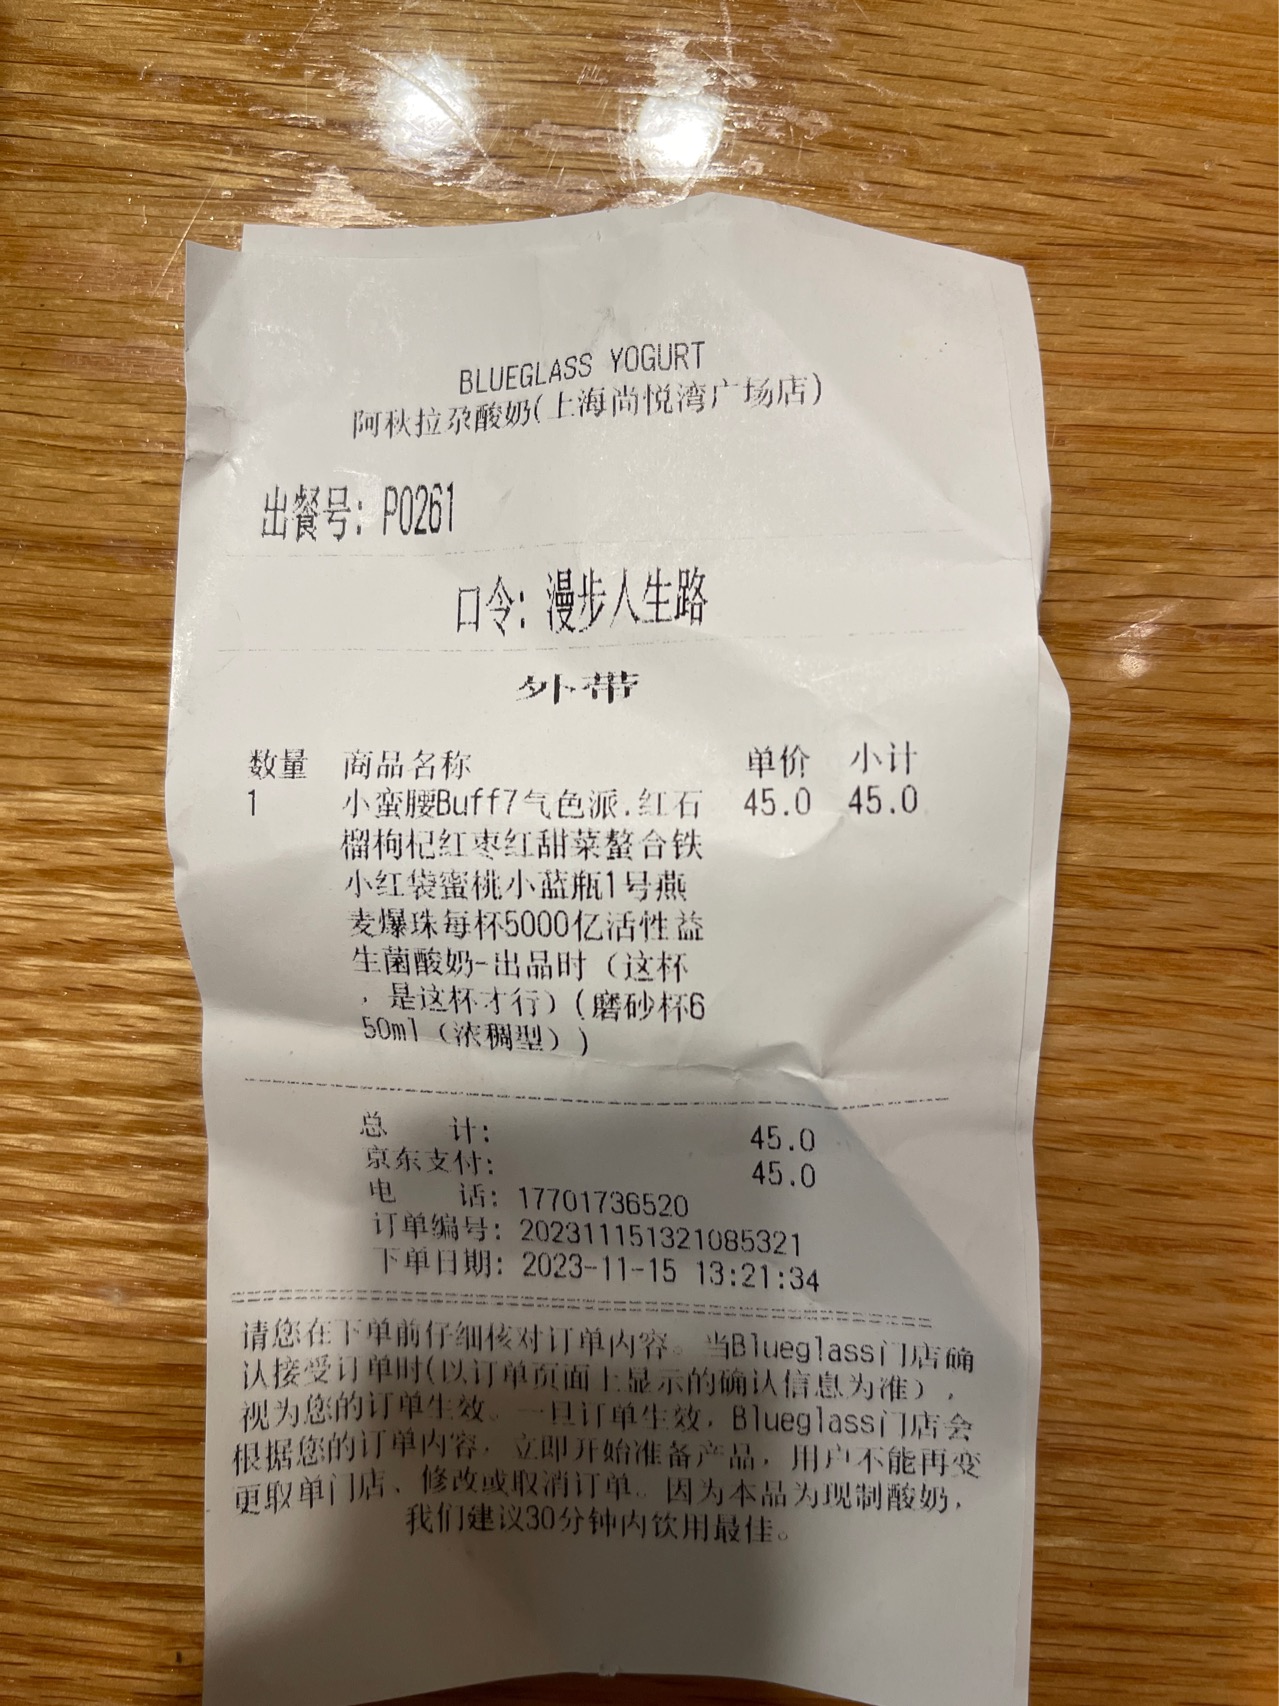 BLUEGLASS YOGURT
阿秋拉尕酸奶(上海尚悦湾广场店)
出餐号: P0261
口令: 漫步人生路
外带
数量 商品名称 单价 小计
1 小蛮腰Buff7气色派.红石 45.0 45.0
榴枸杞红枣红甜菜螯合铁
小红袋蜜桃小蓝瓶1号燕
麦爆珠每杯5000亿活性益
生菌酸奶-出品时（这杯
，是这杯才行）(磨砂杯6
50ml（浓稠型）)
总 计: 45.0
京东支付: 45.0
电 话: 17701736520
订单编号: 202311151321085321
下单日期: 2023-11-15 13:21:34
请您在下单前仔细核对订单内容。当Blueglass门店确
认接受订单时(以订单页面上显示的确认信息为准)，
视为您的订单生效。一旦订单生效，Blueglass门店会
根据您的订单内容，立即开始准备产品，用户不能再变
更取单门店、修改或取消订单。因为本品为现制酸奶，
我们建议30分钟内饮用最佳。